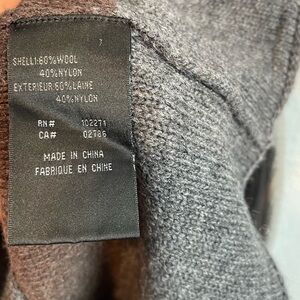 SHELL1:60%WOOL
40%NYLON
EXTERIEUR:60%LAINE
40%NYLON
RN# 102271
CA# 02786
MADE IN CHINA
FABRIQUE EN CHINE